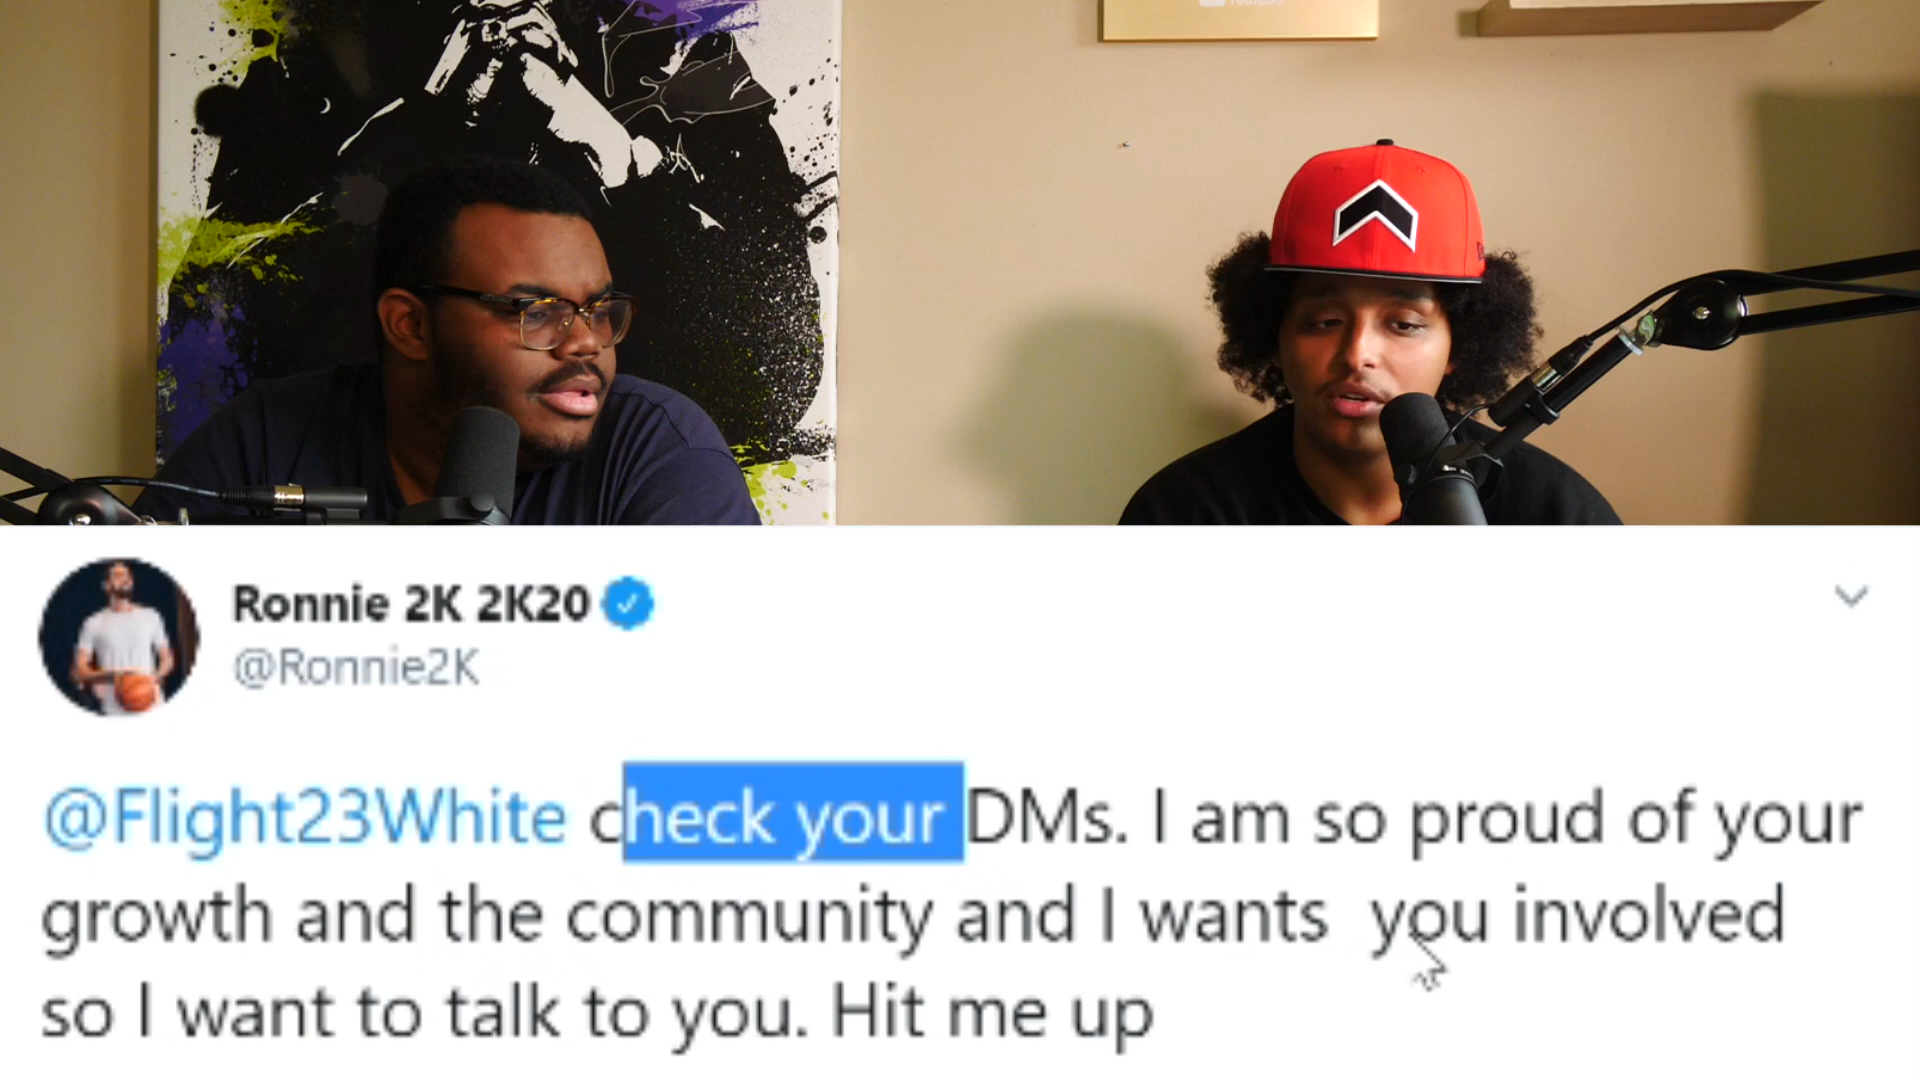 YouTube
Ronnie 2K 2K20
@Ronnie2K
@Flight23White check your DMs. I am so proud of your
growth and the community and I wants you involved
so I want to talk to you. Hit me up